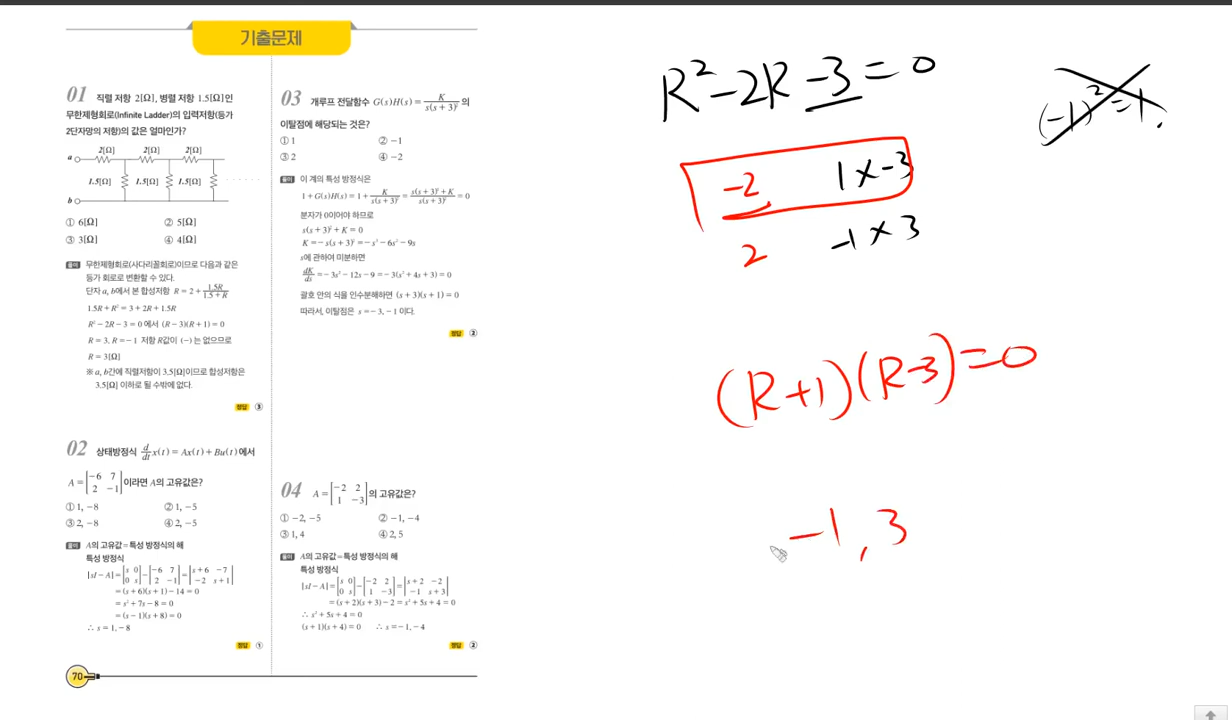 기출문제
01 직렬 저항 2[Ω], 병렬 저항 1.5[Ω]인
무한제형회로(Infinite Ladder)의 입력저항(등가
2단자망의 저항)의 값은 얼마인가?
2[Ω] 2[Ω] 2[Ω]
a
1.5[Ω] 1.5[Ω] 1.5[Ω]
b
① 6[Ω] ② 5[Ω]
③ 3[Ω] ④ 4[Ω]
풀이 무한제형회로(사다리꼴회로)이므로 다음과 같은
등가 회로로 변환할 수 있다.
단자 a, b에서 본 합성저항 R = 2 + 1.5R/(1.5+R)
1.5R + R² = 3 + 2R + 1.5R
R² − 2R − 3 = 0 에서 (R − 3)(R + 1) = 0
R = 3, R = −1 저항 R값이 (−)는 없으므로
R = 3[Ω]
※ a, b간에 직렬저항이 3.5[Ω]이므로 합성저항은
3.5[Ω] 이하로 될 수밖에 없다.
정답 ③
02 상태방정식 d/dt x(t) = Ax(t) + Bu(t) 에서
A = |−6 7
2 −1| 이라면 A의 고유값은?
① 1, −8 ② 1, −5
③ 2, −8 ④ 2, −5
풀이 A의 고유값 = 특성 방정식의 해
특성 방정식
|sI − A| = |s 0
0 s| − |−6 7
2 −1| = |s+6 −7
−2 s+1|
= (s + 6)(s + 1) − 14 = 0
= s² + 7s − 8 = 0
= (s − 1)(s + 8) = 0
∴ s = 1, −8
정답 ①
03 개루프 전달함수 G(s)H(s) = K/s(s+3)² 의
이탈점에 해당되는 것은?
① 1 ② −1
③ 2 ④ −2
풀이 이 계의 특성 방정식은
1 + G(s)H(s) = 1 + K/s(s+3)² = s(s+3)²+K/s(s+3)² = 0
분자가 0이어야 하므로
s(s + 3)² + K = 0
K = − s(s + 3)² = − s³ − 6s² − 9s
s에 관하여 미분하면
dK/ds = − 3s² − 12s − 9 = − 3(s² + 4s + 3) = 0
괄호 안의 식을 인수분해하면 (s + 3)(s + 1) = 0
따라서, 이탈점은 s = − 3, − 1 이다.
정답 ②
04 A = [−2 2
1 −3] 의 고유값은?
① −2, −5 ② −1, −4
③ 1, 4 ④ 2, 5
풀이 A의 고유값 = 특성 방정식의 해
특성 방정식
|sI − A| = |s 0
0 s| − |−2 2
1 −3| = |s+2 −2
−1 s+3|
= (s + 2)(s + 3) − 2 = s² + 5s + 4 = 0
∴ s² + 5s + 4 = 0
(s + 1)(s + 4) = 0 ∴ s = −1, −4
정답 ②
70
R² − 2R − 3 = 0
(−1)² = 1.
−2 1 × −3
2 −1 × 3
(R+1)(R−3) = 0
−1, 3